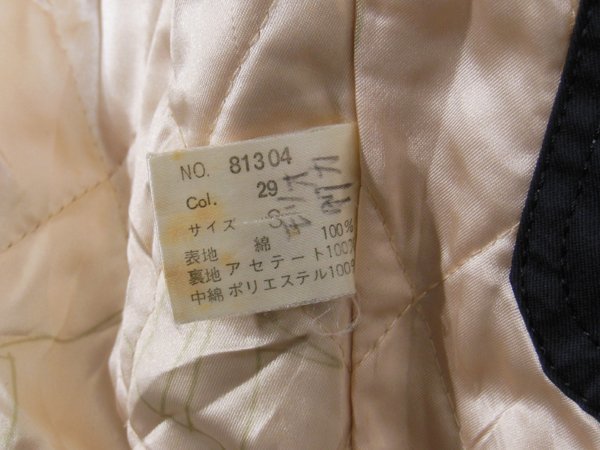 NO. 81304
Col. 29
サイズ S
表地 綿 100%
裏地 アセテート100%
中綿 ポリエステル100%